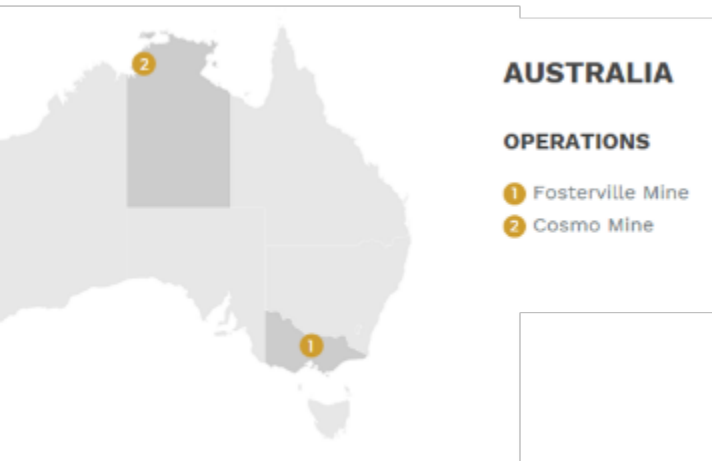 2
AUSTRALIA
OPERATIONS
1 Fosterville Mine
2 Cosmo Mine
1